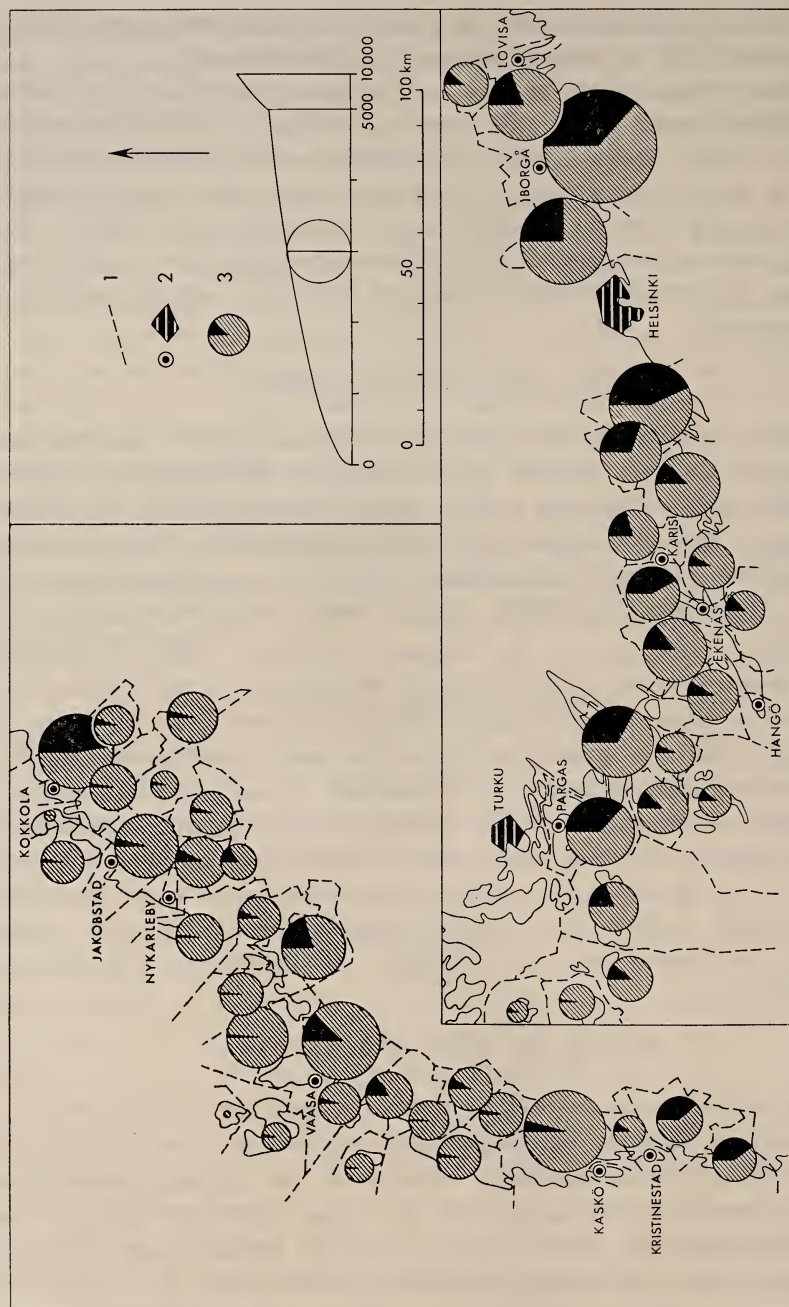 KOKKOLA
JAKOBSTAD
NYKARLEBY
VAASA
KASKÖ
KRISTINESTAD
1
2
3
0
5000
10 000
0
50
100 km
LOVISA
BORGÅ
HELSINKI
KARIS
EKENÄS
HANGÖ
TURKU
PARGAS